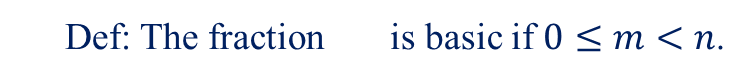 Def: The fraction is basic if 0 ≤ m < n.